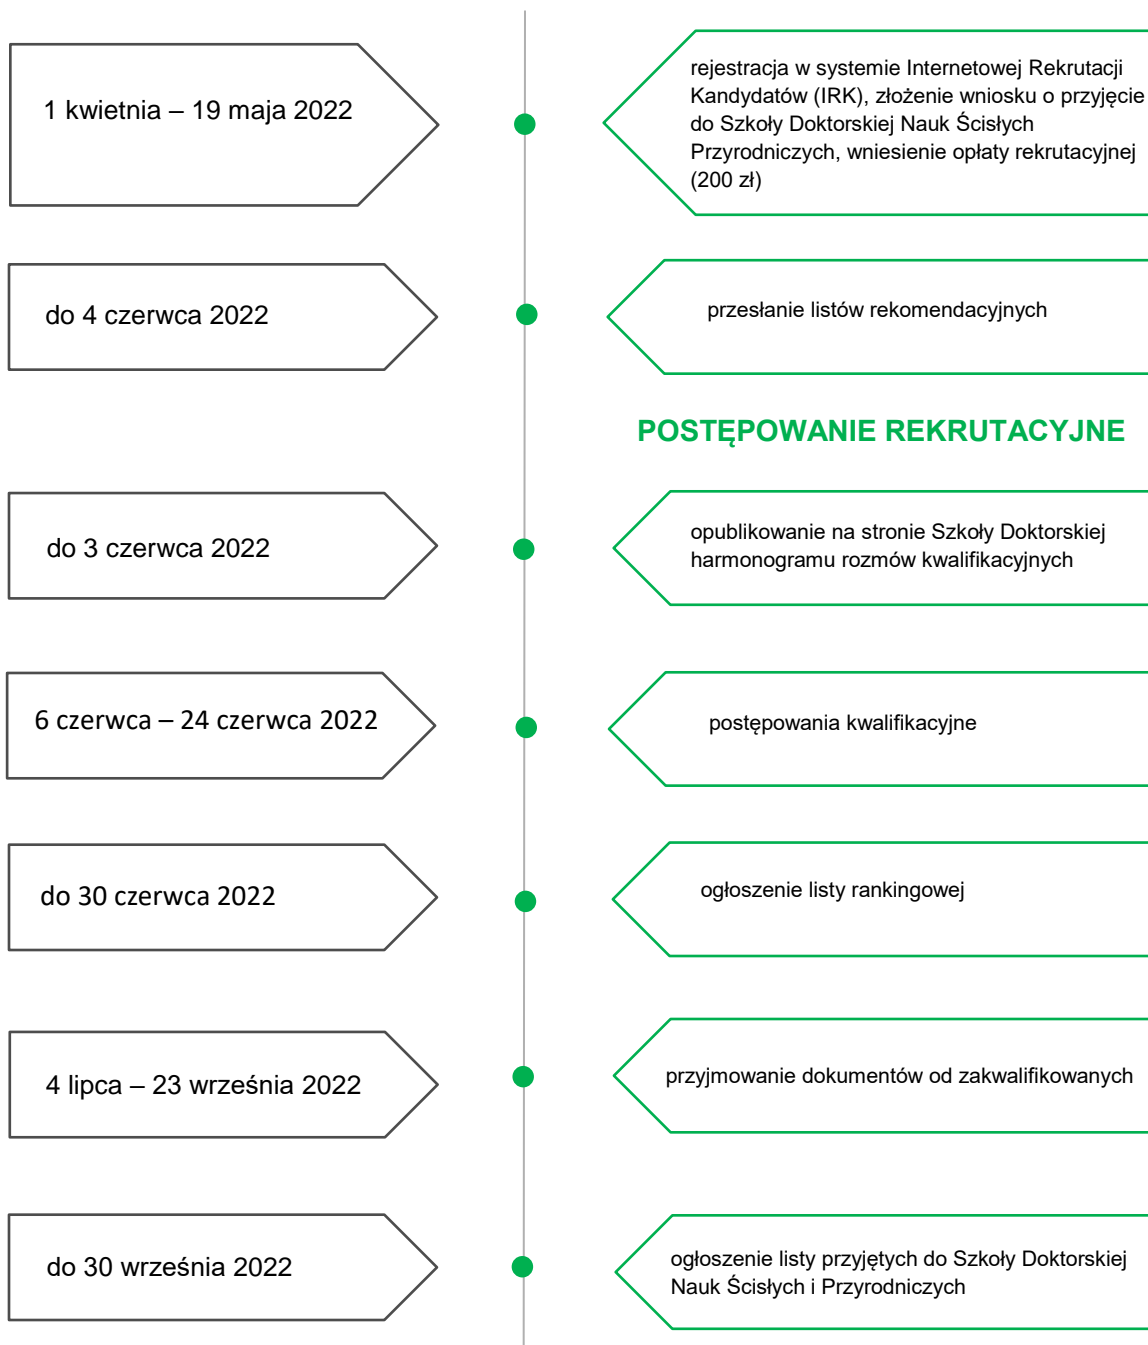 1 kwietnia – 19 maja 2022
rejestracja w systemie Internetowej Rekrutacji
Kandydatów (IRK), złożenie wniosku o przyjęcie
do Szkoły Doktorskiej Nauk Ścisłych
Przyrodniczych, wniesienie opłaty rekrutacyjnej
(200 zł)
do 4 czerwca 2022
przesłanie listów rekomendacyjnych
POSTĘPOWANIE REKRUTACYJNE
do 3 czerwca 2022
opublikowanie na stronie Szkoły Doktorskiej
harmonogramu rozmów kwalifikacyjnych
6 czerwca – 24 czerwca 2022
postępowania kwalifikacyjne
do 30 czerwca 2022
ogłoszenie listy rankingowej
4 lipca – 23 września 2022
przyjmowanie dokumentów od zakwalifikowanych
do 30 września 2022
ogłoszenie listy przyjętych do Szkoły Doktorskiej
Nauk Ścisłych i Przyrodniczych